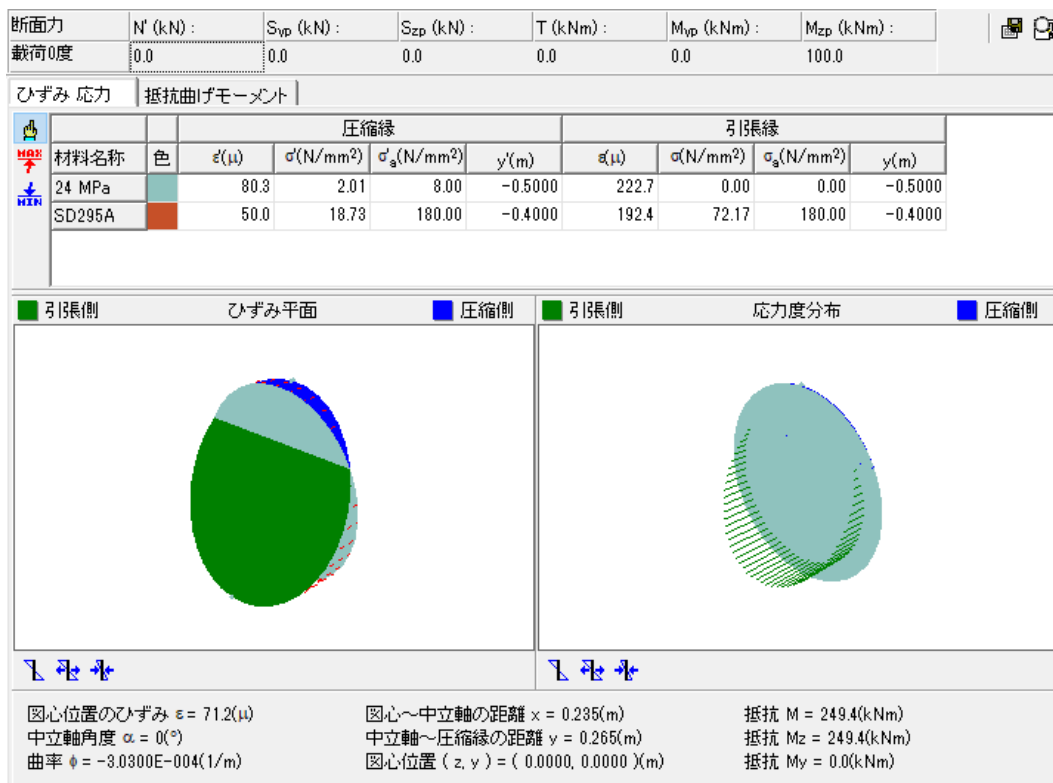 断面力 N' (kN) : Syp (kN) : Szp (kN) : T (kNm) : Myp (kNm) : Mzp (kNm) :
載荷0度 0.0 0.0 0.0 0.0 0.0 100.0
ひずみ 応力 抵抗曲げモーメント
圧縮縁 引張縁
MAX
MIN
材料名称 色 ε'(μ) σ'(N/mm²) σ'a(N/mm²) y'(m) ε(μ) σ(N/mm²) σa(N/mm²) y(m)
24 MPa 80.3 2.01 8.00 -0.5000 222.7 0.00 0.00 -0.5000
SD295A 50.0 18.73 180.00 -0.4000 192.4 72.17 180.00 -0.4000
引張側 ひずみ平面 圧縮側 引張側 応力度分布 圧縮側
図心位置のひずみ ε = 71.2(μ) 図心～中立軸の距離 x = 0.235(m) 抵抗 M = 249.4(kNm)
中立軸角度 α = 0(°) 中立軸～圧縮縁の距離 y = 0.265(m) 抵抗 Mz = 249.4(kNm)
曲率 φ = -3.0300E-004(1/m) 図心位置 ( z, y ) = ( 0.0000, 0.0000 )(m) 抵抗 My = 0.0(kNm)